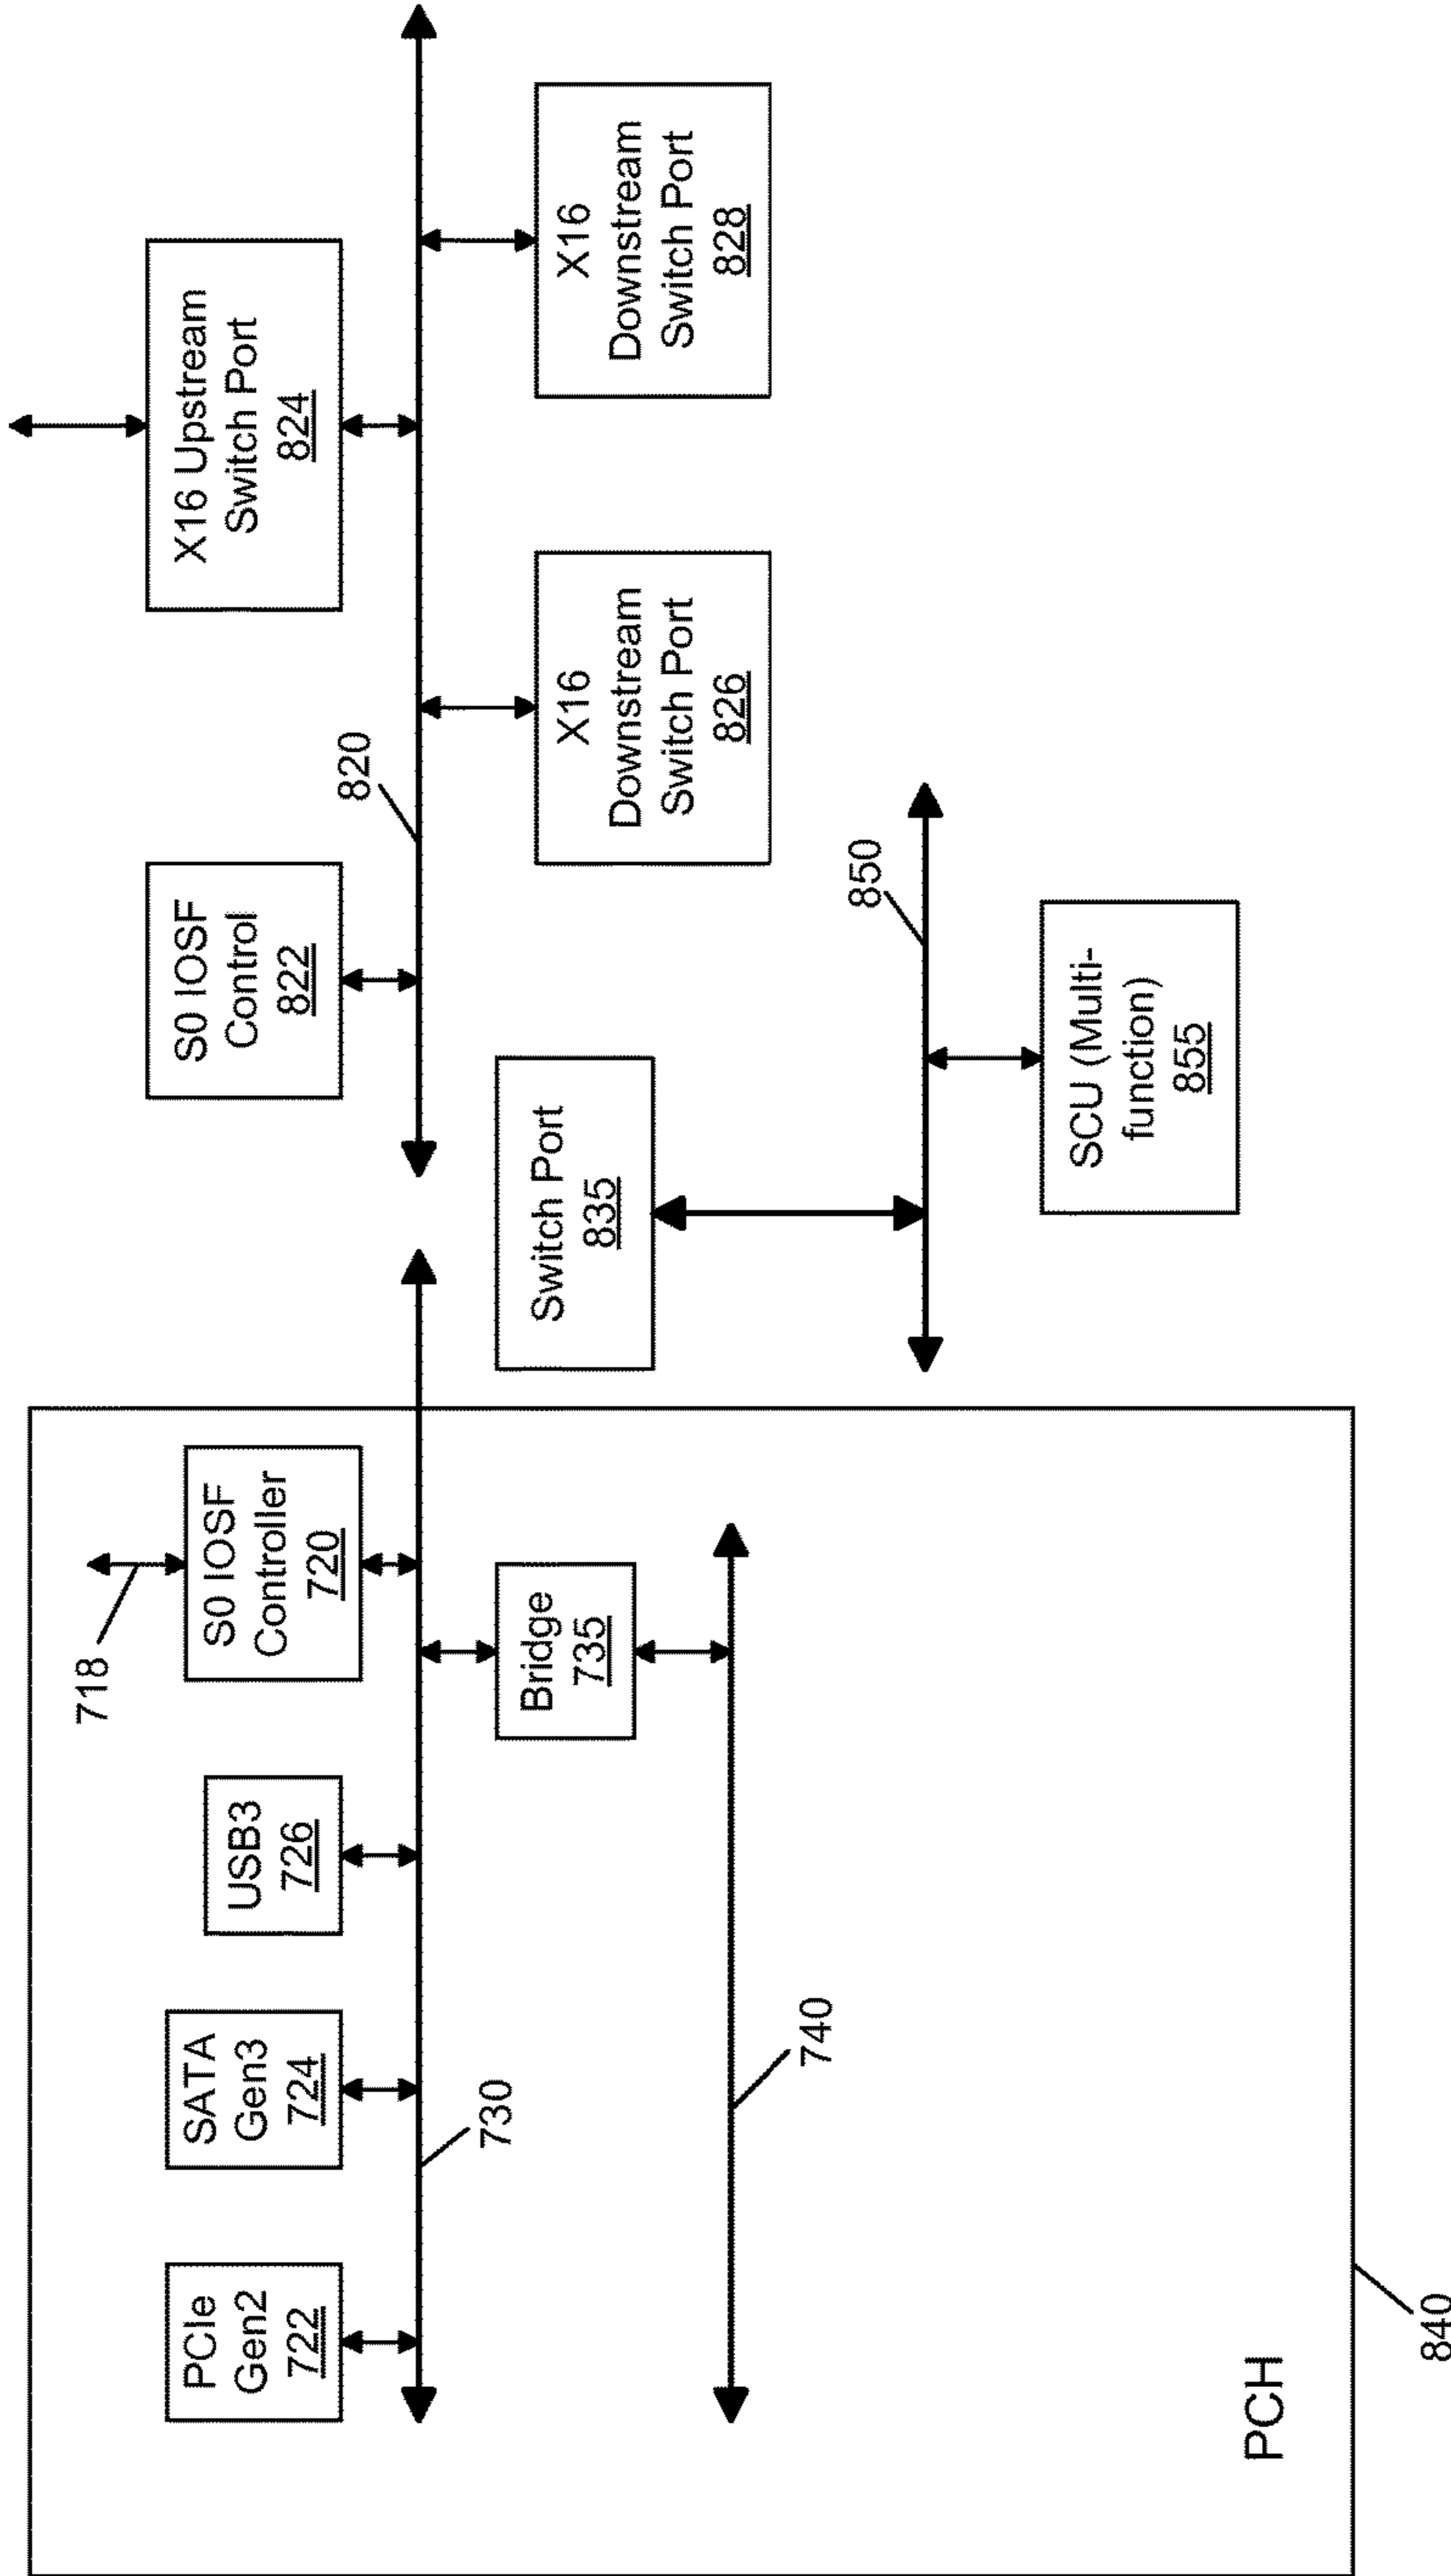 718
PCIe
Gen2
722
SATA
Gen3
724
USB3
726
S0 IOSF
Controller
720
730
Bridge
735
740
PCH
840
S0 IOSF
Control
822
820
X16 Upstream
Switch Port
824
X16
Downstream
Switch Port
826
X16
Downstream
Switch Port
828
Switch Port
835
850
SCU (Multi-
function)
855